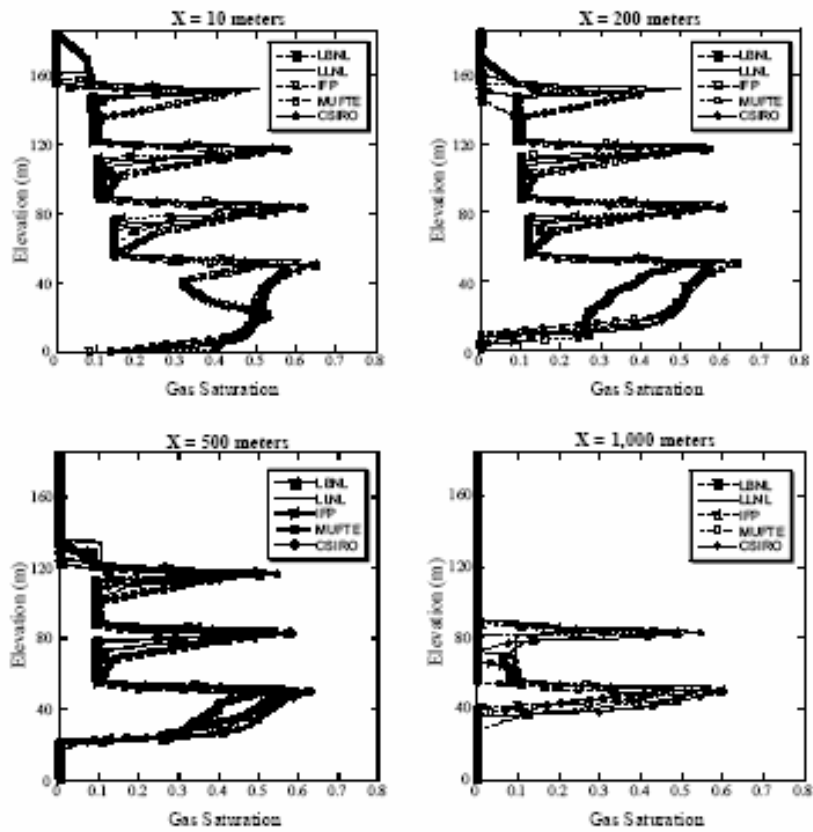 X = 10 meters
LBNL
LLNL
IFP
MUFTE
CSIRO
Elevation (m)
160
120
80
40
0
0 0.1 0.2 0.3 0.4 0.5 0.6 0.7 0.8
Gas Saturation
X = 200 meters
LBNL
LLNL
IFP
MUFTE
CSIRO
Elevation (m)
160
120
80
40
0
0 0.1 0.2 0.3 0.4 0.5 0.6 0.7 0.8
Gas Saturation
X = 500 meters
LBNL
LLNL
IFP
MUFTE
CSIRO
Elevation (m)
160
120
80
40
0
0 0.1 0.2 0.3 0.4 0.5 0.6 0.7 0.8
Gas Saturation
X = 1,000 meters
LBNL
LLNL
IFP
MUFTE
CSIRO
Elevation (m)
160
120
80
40
0
0 0.1 0.2 0.3 0.4 0.5 0.6 0.7 0.8
Gas Saturation